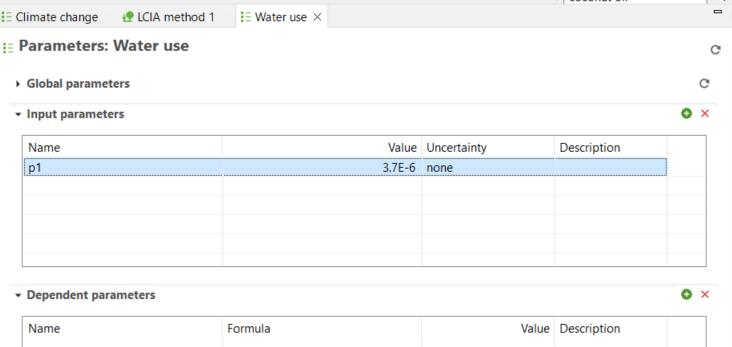 Climate change LCIA method 1 Water use
Parameters: Water use
Global parameters
Input parameters
Name Value Uncertainty Description
p1 3.7E-6 none
Dependent parameters
Name Formula Value Description